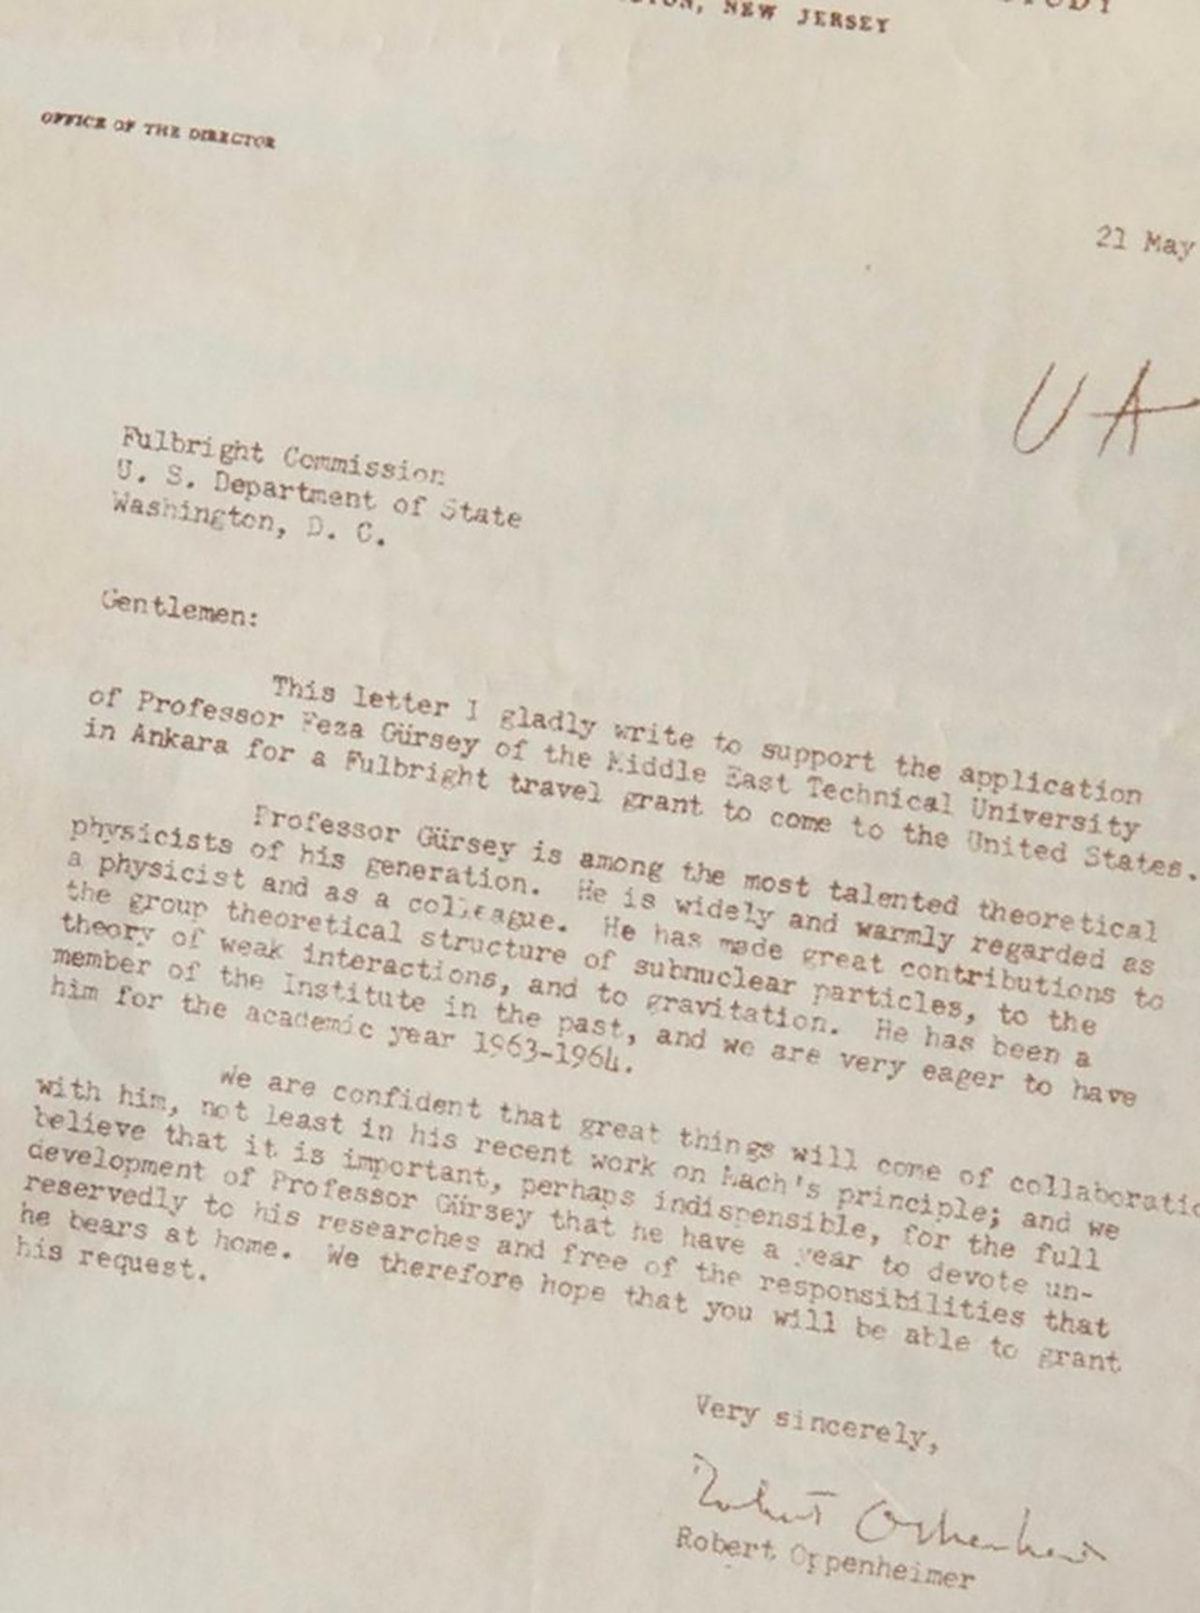 STUDY
NEW JERSEY
OFFICE OF THE DIRECTOR
21 May
UA
Fulbright Commission
U. S. Department of State
Washington, D. C.
Gentlemen:
This letter I gladly write to support the application
of Professor Feza Gürsey of the Middle East Technical University
in Ankara for a Fulbright travel grant to come to the United States.
Professor Gürsey is among the most talented theoretical
physicists of his generation. He is widely and warmly regarded as
a physicist and as a colleague. He has made great contributions to
the group theoretical structure of subnuclear particles, to the
theory of weak interactions, and to gravitation. He has been a
member of the Institute in the past, and we are very eager to have
him for the academic year 1963-1964.
We are confident that great things will come of collaboratio
with him, not least in his recent work on Mach's principle; and we
believe that it is important, perhaps indispensible, for the full
development of Professor Gürsey that he have a year to devote un-
reservedly to his researches and free of the responsibilities that
he bears at home. We therefore hope that you will be able to grant
his request.
Very sincerely,
Robert Oppenheimer
Robert Oppenheimer